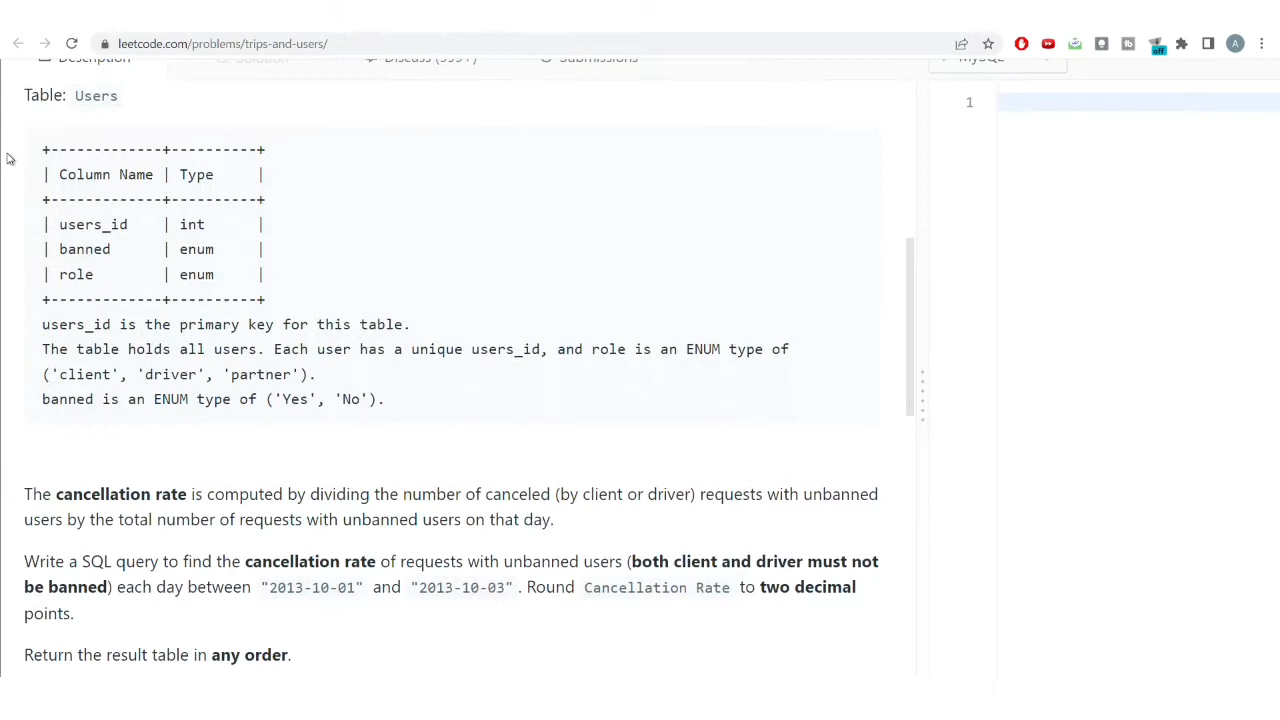 leetcode.com/problems/trips-and-users/
A
off
Description
Solution
Discuss (999+)
Submissions
MySQL
Table: Users
+-------------+----------+
| Column Name | Type     |
+-------------+----------+
| users_id    | int      |
| banned      | enum     |
| role        | enum     |
+-------------+----------+
users_id is the primary key for this table.
The table holds all users. Each user has a unique users_id, and role is an ENUM type of
('client', 'driver', 'partner').
banned is an ENUM type of ('Yes', 'No').
The cancellation rate is computed by dividing the number of canceled (by client or driver) requests with unbanned
users by the total number of requests with unbanned users on that day.
Write a SQL query to find the cancellation rate of requests with unbanned users (both client and driver must not
be banned) each day between "2013-10-01" and "2013-10-03". Round Cancellation Rate to two decimal
points.
Return the result table in any order.
1